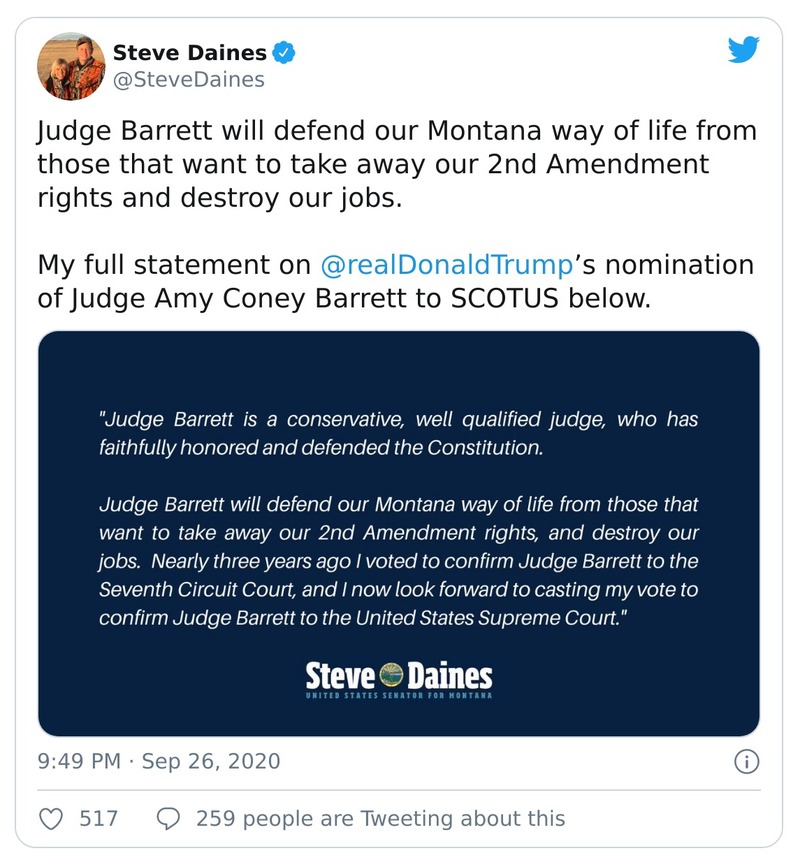 Steve Daines
@SteveDaines
Judge Barrett will defend our Montana way of life from
those that want to take away our 2nd Amendment
rights and destroy our jobs.
My full statement on @realDonaldTrump’s nomination
of Judge Amy Coney Barrett to SCOTUS below.
"Judge Barrett is a conservative, well qualified judge, who has
faithfully honored and defended the Constitution.
Judge Barrett will defend our Montana way of life from those that
want to take away our 2nd Amendment rights, and destroy our
jobs. Nearly three years ago I voted to confirm Judge Barrett to the
Seventh Circuit Court, and I now look forward to casting my vote to
confirm Judge Barrett to the United States Supreme Court."
Steve Daines
UNITED STATES SENATOR FOR MONTANA
9:49 PM · Sep 26, 2020
517 259 people are Tweeting about this